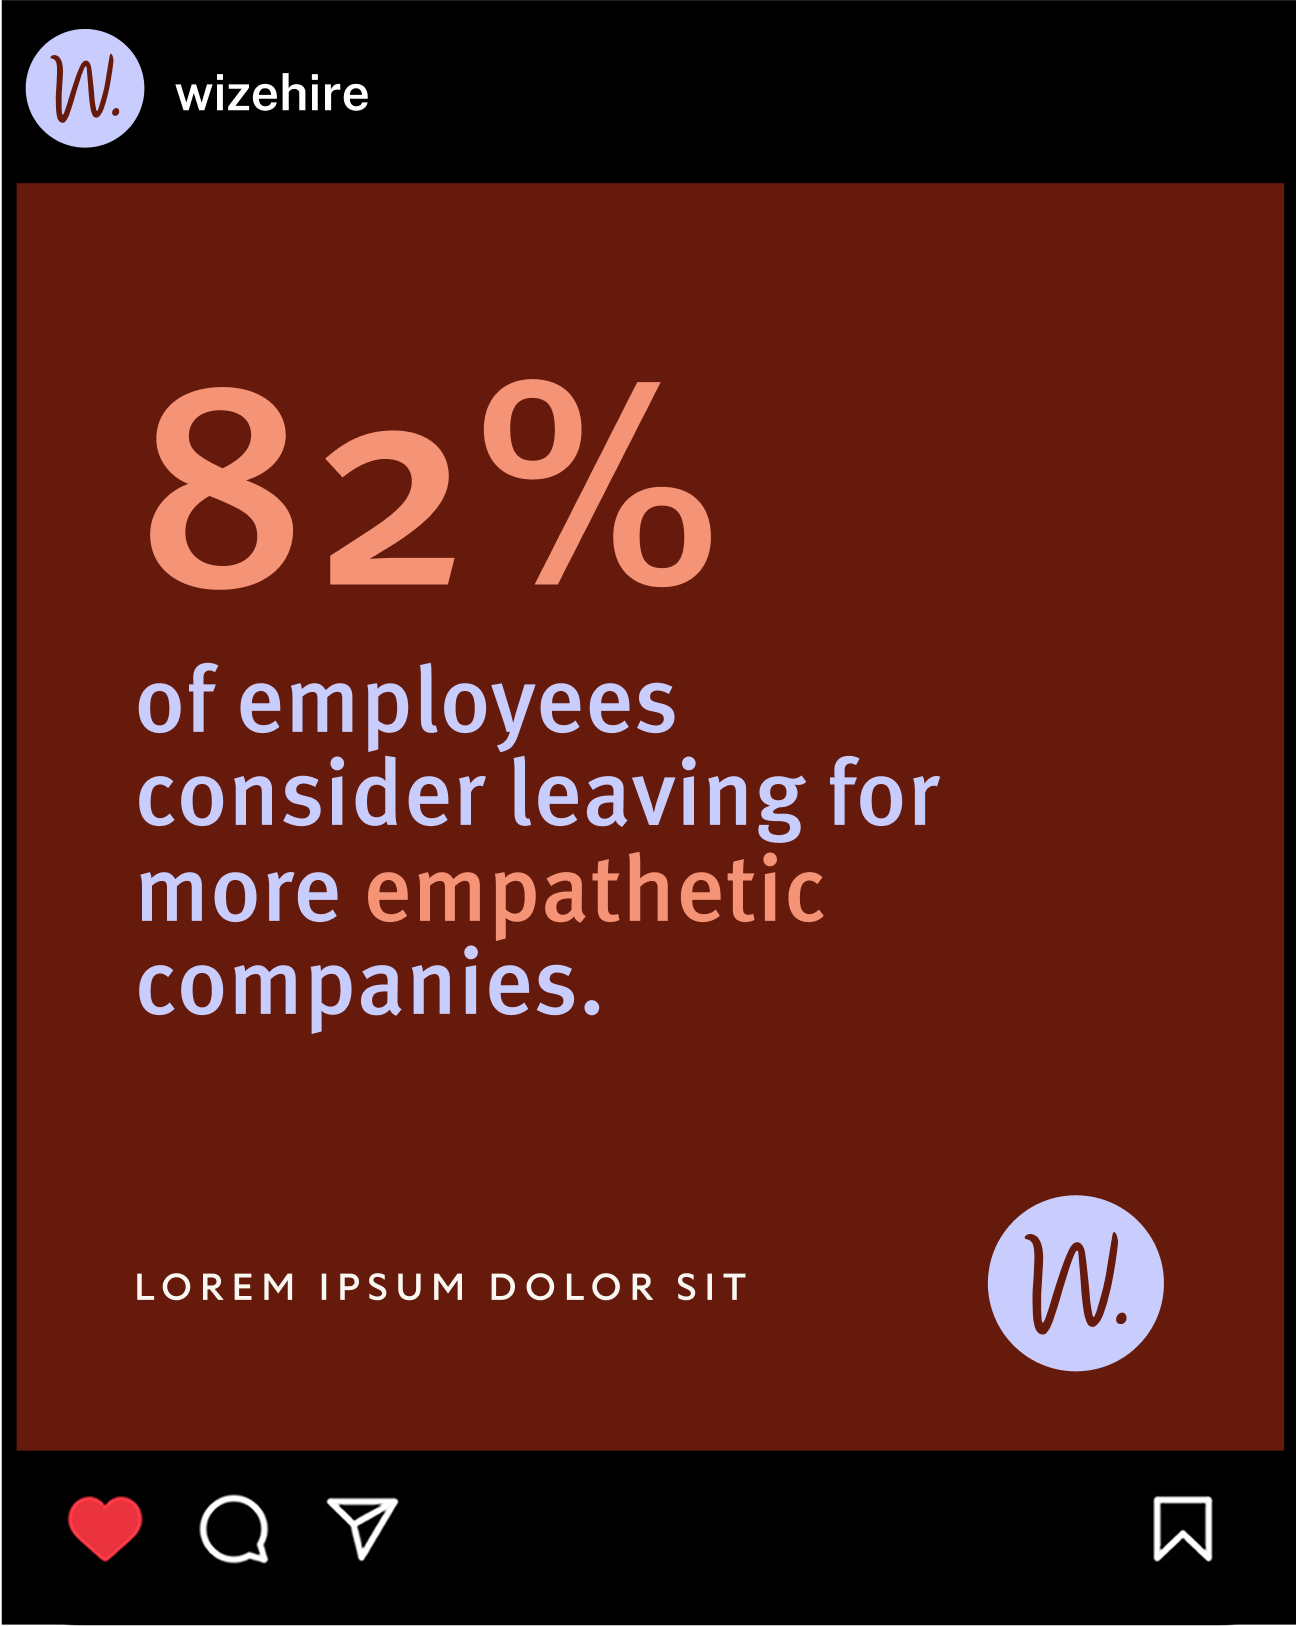 W.
wizehire
82%
of employees
consider leaving for
more empathetic
companies.
LOREM IPSUM DOLOR SIT
W.